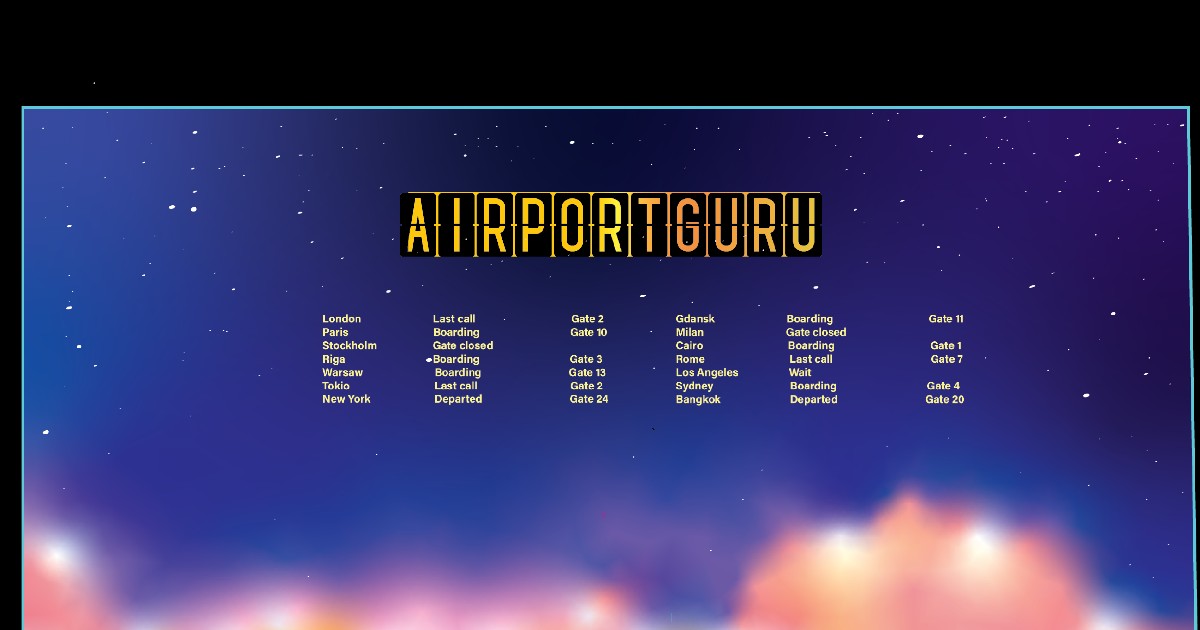 AIRPORTGURU
London Last call Gate 2 Gdansk Boarding Gate 11
Paris Boarding Gate 10 Milan Gate closed
Stockholm Gate closed Cairo Boarding Gate 1
Riga Boarding Gate 3 Rome Last call Gate 7
Warsaw Boarding Gate 13 Los Angeles Wait
Tokio Last call Gate 2 Sydney Boarding Gate 4
New York Departed Gate 24 Bangkok Departed Gate 20